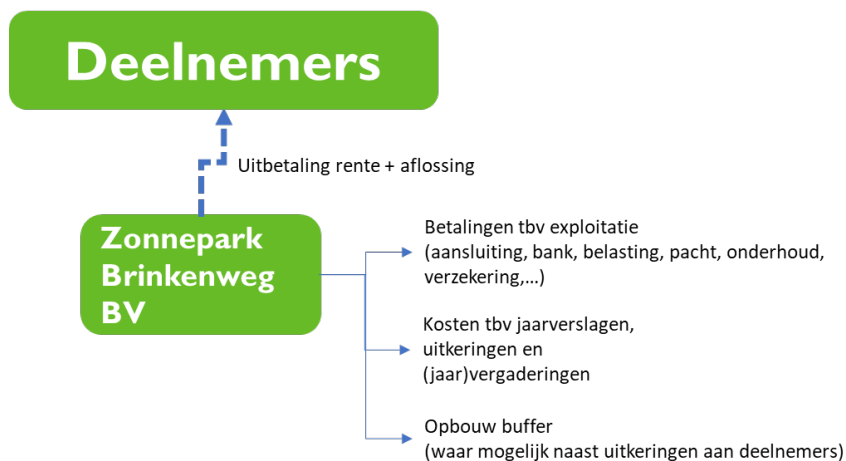 Deelnemers
Uitbetaling rente + aflossing
Zonnepark
Brinkenweg
BV
Betalingen tbv exploitatie
(aansluiting, bank, belasting, pacht, onderhoud,
verzekering,...)
Kosten tbv jaarverslagen,
uitkeringen en
(jaar)vergaderingen
Opbouw buffer
(waar mogelijk naast uitkeringen aan deelnemers)